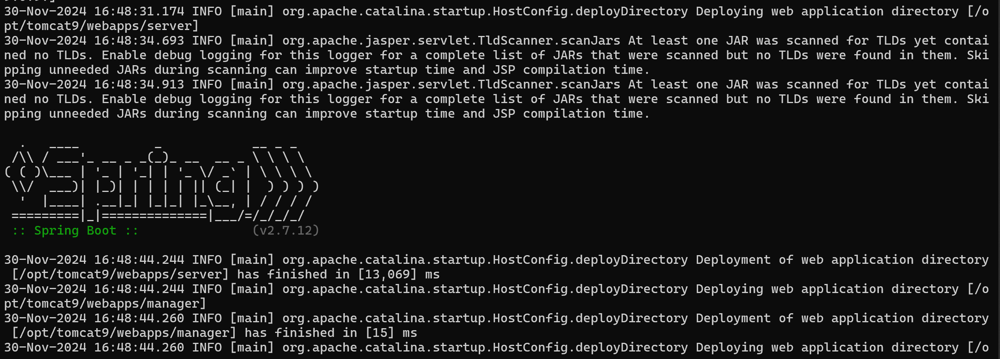 30-Nov-2024 16:48:31.174 INFO [main] org.apache.catalina.startup.HostConfig.deployDirectory Deploying web application directory [/o
pt/tomcat9/webapps/server]
30-Nov-2024 16:48:34.693 INFO [main] org.apache.jasper.servlet.TldScanner.scanJars At least one JAR was scanned for TLDs yet contai
ned no TLDs. Enable debug logging for this logger for a complete list of JARs that were scanned but no TLDs were found in them. Ski
pping unneeded JARs during scanning can improve startup time and JSP compilation time.
30-Nov-2024 16:48:34.913 INFO [main] org.apache.jasper.servlet.TldScanner.scanJars At least one JAR was scanned for TLDs yet contai
ned no TLDs. Enable debug logging for this logger for a complete list of JARs that were scanned but no TLDs were found in them. Ski
pping unneeded JARs during scanning can improve startup time and JSP compilation time.
  .   ____          _            __ _ _
 /\\ / ___'_ __ _ _(_)_ __  __ _ \ \ \ \
( ( )\___ | '_ | '_| | '_ \/ _` | \ \ \ \
 \\/  ___)| |_)| | | | | || (_| |  ) ) ) )
  '  |____| .__|_| |_|_| |_\__, | / / / /
 =========|_|==============|___/=/_/_/_/
 :: Spring Boot ::               (v2.7.12)
30-Nov-2024 16:48:44.244 INFO [main] org.apache.catalina.startup.HostConfig.deployDirectory Deployment of web application directory
 [/opt/tomcat9/webapps/server] has finished in [13,069] ms
30-Nov-2024 16:48:44.244 INFO [main] org.apache.catalina.startup.HostConfig.deployDirectory Deploying web application directory [/o
pt/tomcat9/webapps/manager]
30-Nov-2024 16:48:44.260 INFO [main] org.apache.catalina.startup.HostConfig.deployDirectory Deployment of web application directory
 [/opt/tomcat9/webapps/manager] has finished in [15] ms
30-Nov-2024 16:48:44.260 INFO [main] org.apache.catalina.startup.HostConfig.deployDirectory Deploying web application directory [/o